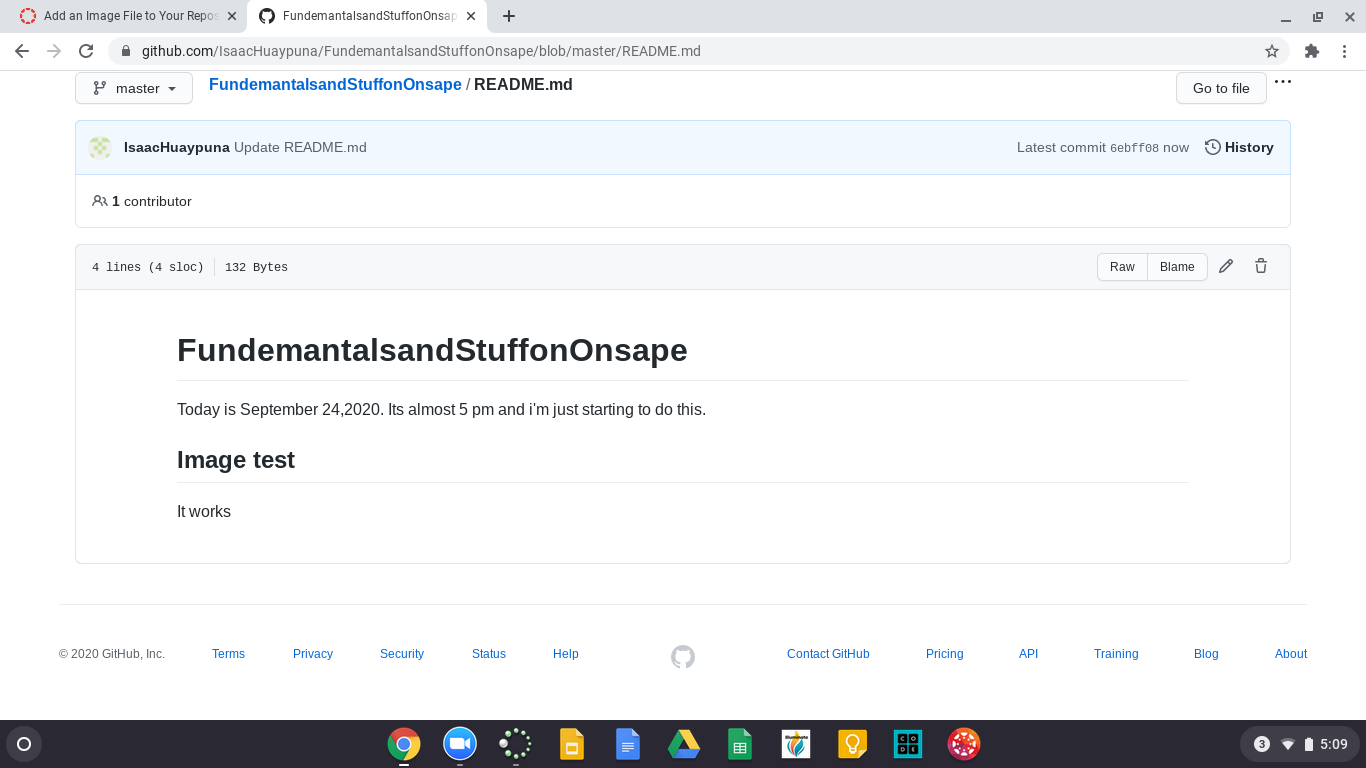 Add an Image File to Your Repos
FundemantalsandStuffonOnsap
github.com/IsaacHuaypuna/FundemantalsandStuffonOnsape/blob/master/README.md
master
FundemantalsandStuffonOnsape / README.md
Go to file
IsaacHuaypuna Update README.md
Latest commit 6ebff08 now
History
1 contributor
4 lines (4 sloc)
132 Bytes
Raw
Blame
FundemantalsandStuffonOnsape
Today is September 24,2020. Its almost 5 pm and i'm just starting to do this.
Image test
It works
© 2020 GitHub, Inc.
Terms
Privacy
Security
Status
Help
Contact GitHub
Pricing
API
Training
Blog
About
Illuminate
CODE
3
5:09